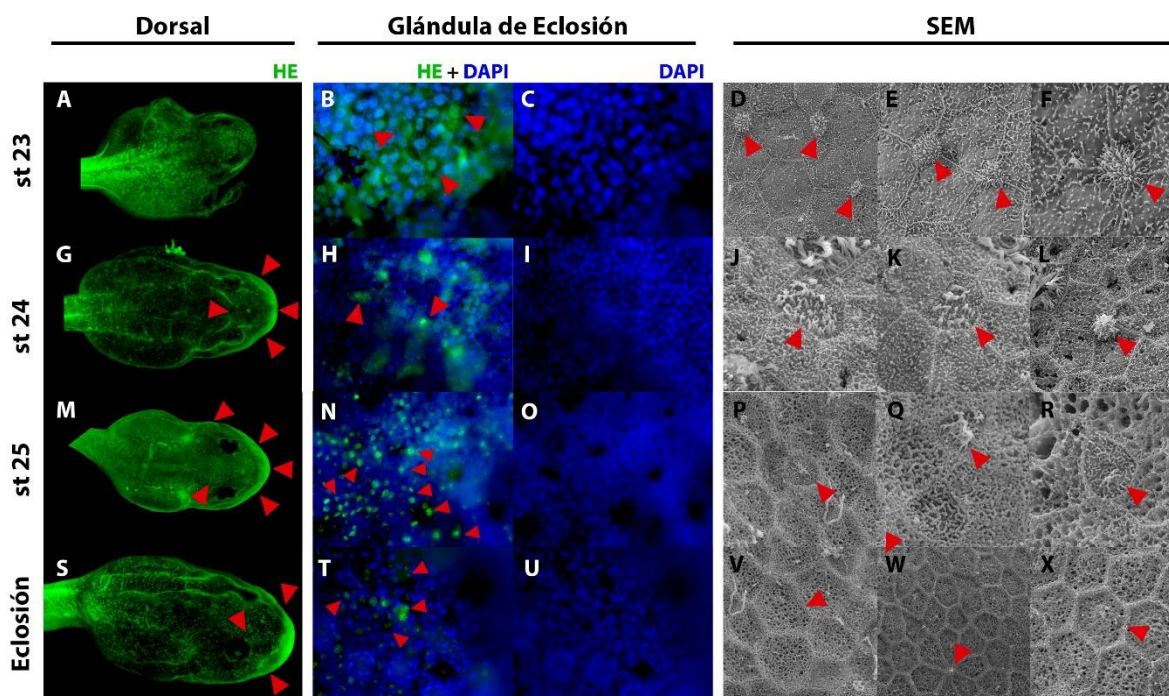 Dorsal Glándula de Eclosión SEM
HE HE + DAPI DAPI
st 23 A B C D E F
st 24 G H I J K L
st 25 M N O P Q R
Eclosión S T U V W X